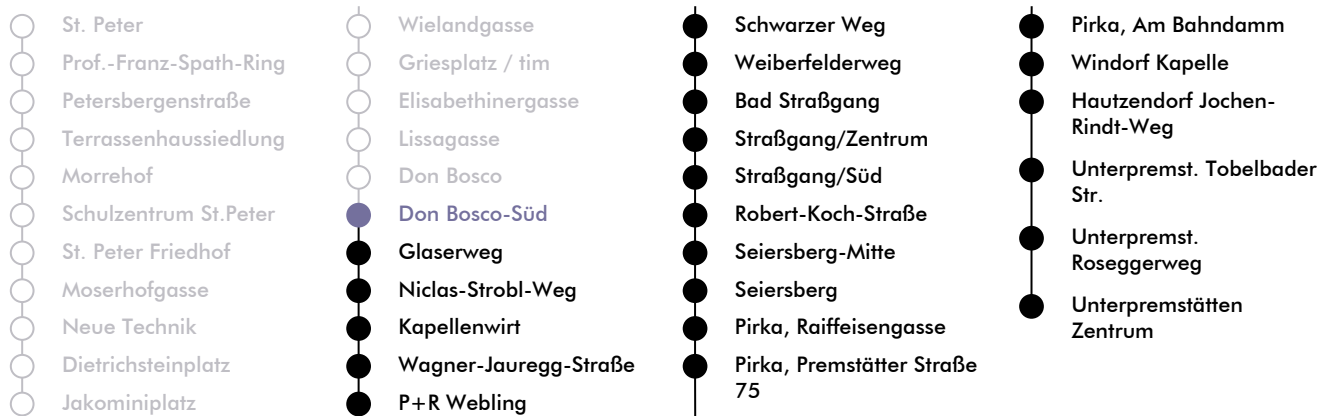 St. Peter
Prof.-Franz-Spath-Ring
Petersbergenstraße
Terrassenhaussiedlung
Morrehof
Schulzentrum St.Peter
St. Peter Friedhof
Moserhofgasse
Neue Technik
Dietrichsteinplatz
Jakominiplatz
Wielandgasse
Griesplatz / tim
Elisabethinergasse
Lissagasse
Don Bosco
Don Bosco-Süd
Glaserweg
Niclas-Strobl-Weg
Kapellenwirt
Wagner-Jauregg-Straße
P+R Webling
Schwarzer Weg
Weiberfelderweg
Bad Straßgang
Straßgang/Zentrum
Straßgang/Süd
Robert-Koch-Straße
Seiersberg-Mitte
Seiersberg
Pirka, Raiffeisengasse
Pirka, Premstätter Straße
75
Pirka, Am Bahndamm
Windorf Kapelle
Hautzendorf Jochen-
Rindt-Weg
Unterpremst. Tobelbader
Str.
Unterpremst.
Roseggerweg
Unterpremstätten
Zentrum